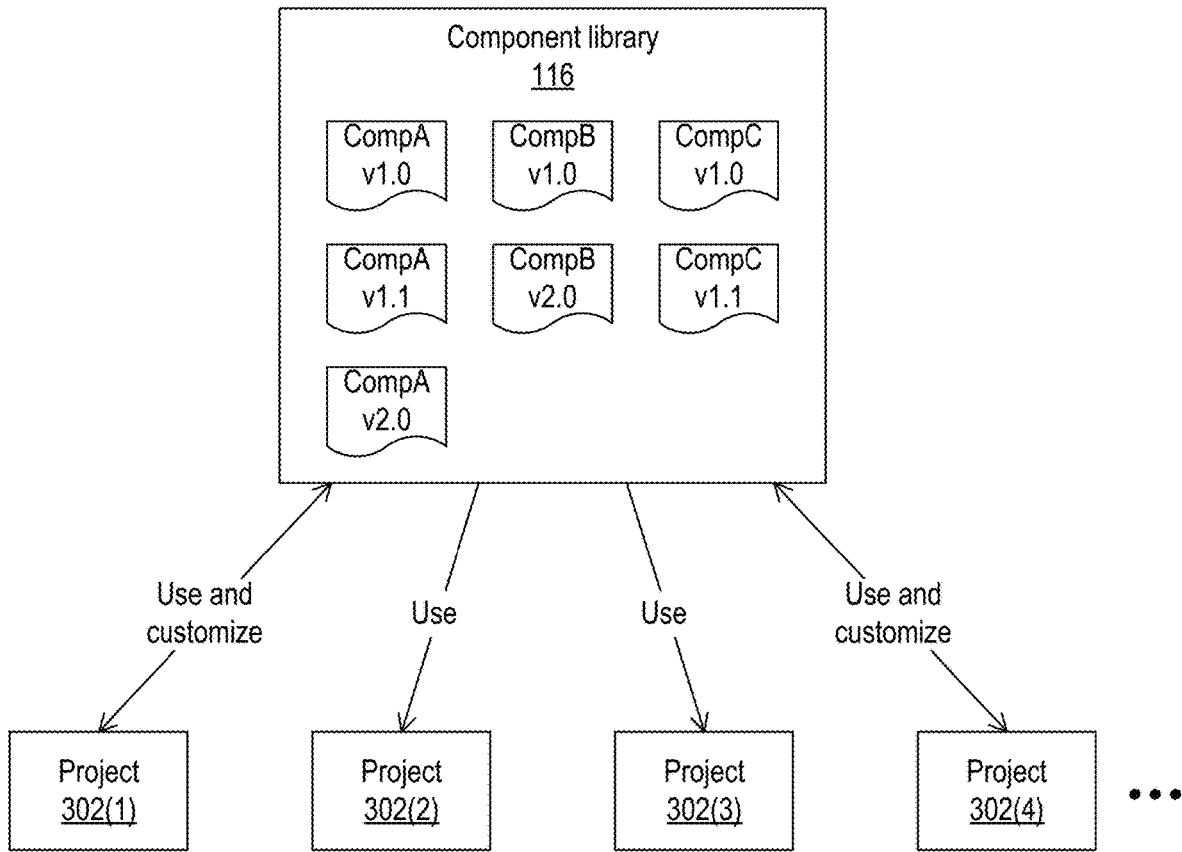 Component library
116
CompA
v1.0
CompB
v1.0
CompC
v1.0
CompA
v1.1
CompB
v2.0
CompC
v1.1
CompA
v2.0
Use and
customize
Use
Use
Use and
customize
Project
302(1)
Project
302(2)
Project
302(3)
Project
302(4)